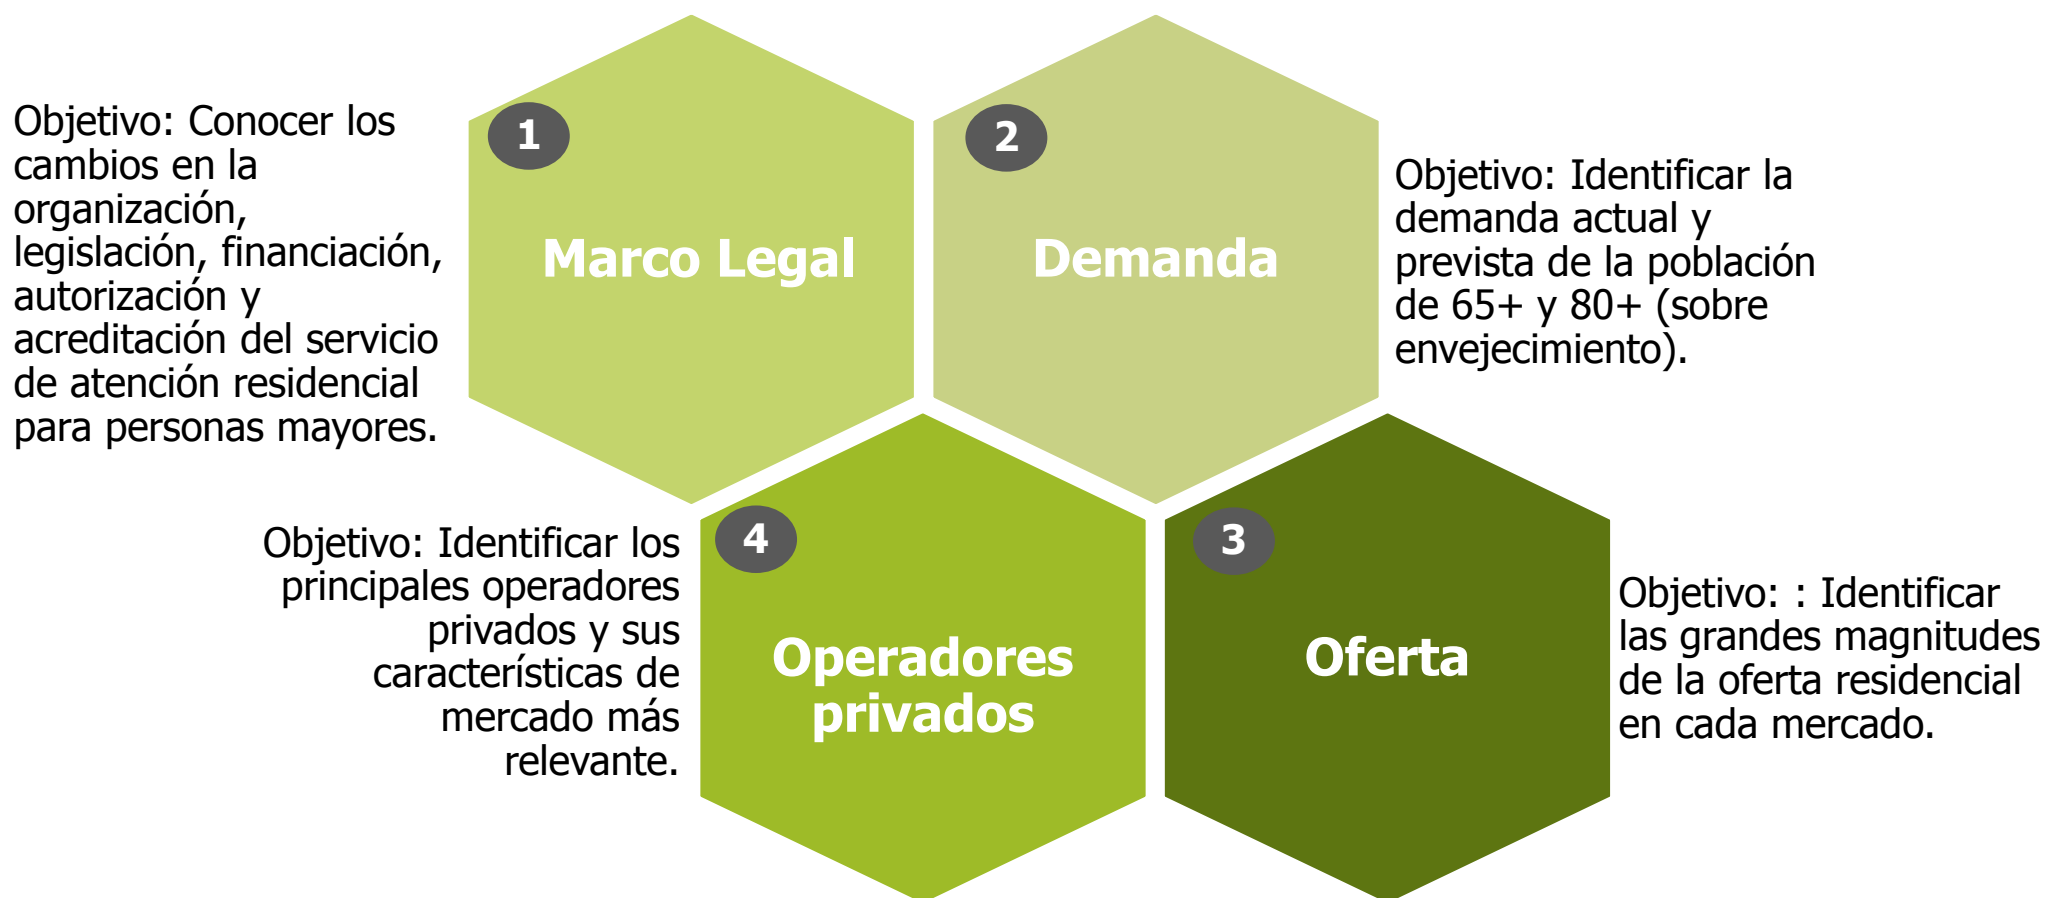 Objetivo: Conocer los
cambios en la
organización,
legislación, financiación,
autorización y
acreditación del servicio
de atención residencial
para personas mayores.
1
Marco Legal
2
Demanda
Objetivo: Identificar la
demanda actual y
prevista de la población
de 65+ y 80+ (sobre
envejecimiento).
Objetivo: Identificar los
principales operadores
privados y sus
características de
mercado más
relevante.
4
Operadores
privados
3
Oferta
Objetivo: : Identificar
las grandes magnitudes
de la oferta residencial
en cada mercado.